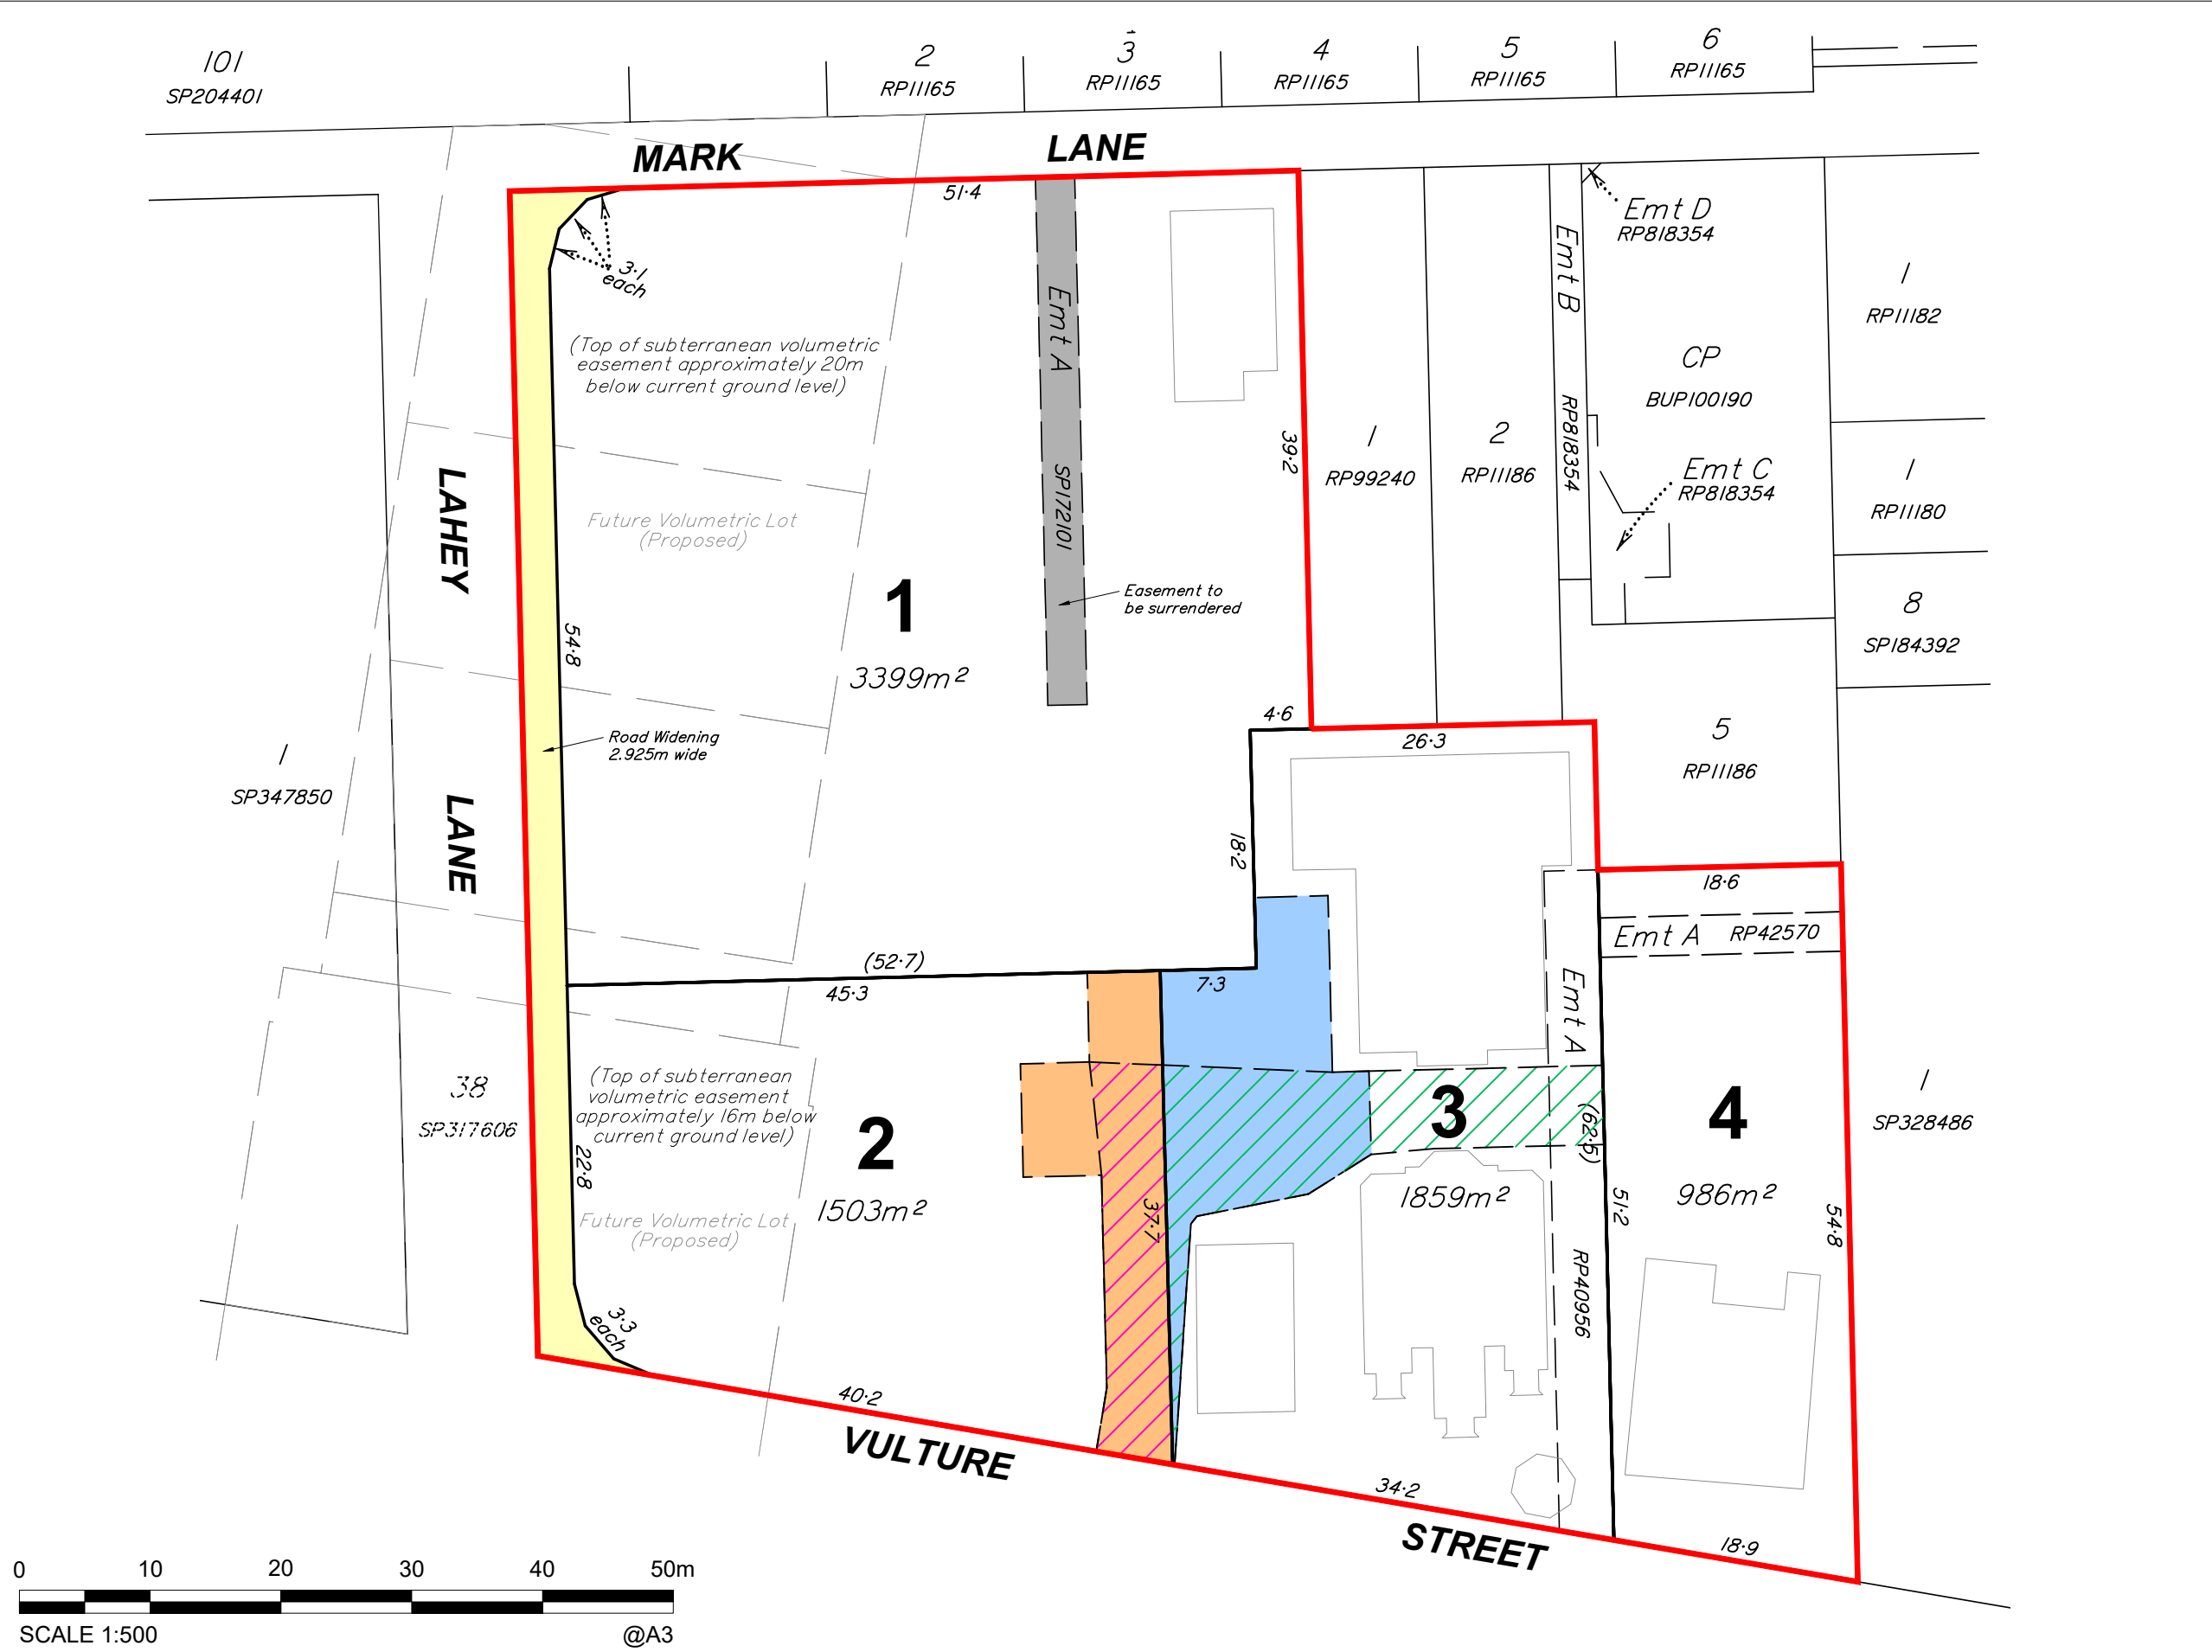 101
SP204401
2
RP11165
3
RP11165
4
RP11165
5
RP11165
6
RP11165
MARK LANE
51·4
3·1
each
(Top of subterranean volumetric
easement approximately 20m
below current ground level)
Future Volumetric Lot
(Proposed)
Emt A
SP172101
Easement to
be surrendered
39·2
1
RP99240
2
RP11186
Emt B
RP818354
Emt D
RP818354
CP
BUP100190
Emt C
RP818354
1
RP11182
1
RP11180
8
SP184392
5
RP11186
LAHEY
LANE
54·8
1
3399m²
Road Widening
2.925m wide
1
SP347850
4·6
26·3
18·2
18·6
Emt A RP42570
(52·7)
45·3
7·3
Emt A
RP40956
38
SP317606
(Top of subterranean
volumetric easement
approximately 16m below
current ground level)
22·8
Future Volumetric Lot
(Proposed)
2
1503m²
37·7
3
1859m²
(62·5)
51·2
4
986m²
54·8
1
SP328486
3·3
each
40·2
VULTURE
34·2
STREET
18·9
0 10 20 30 40 50m
SCALE 1:500 @A3